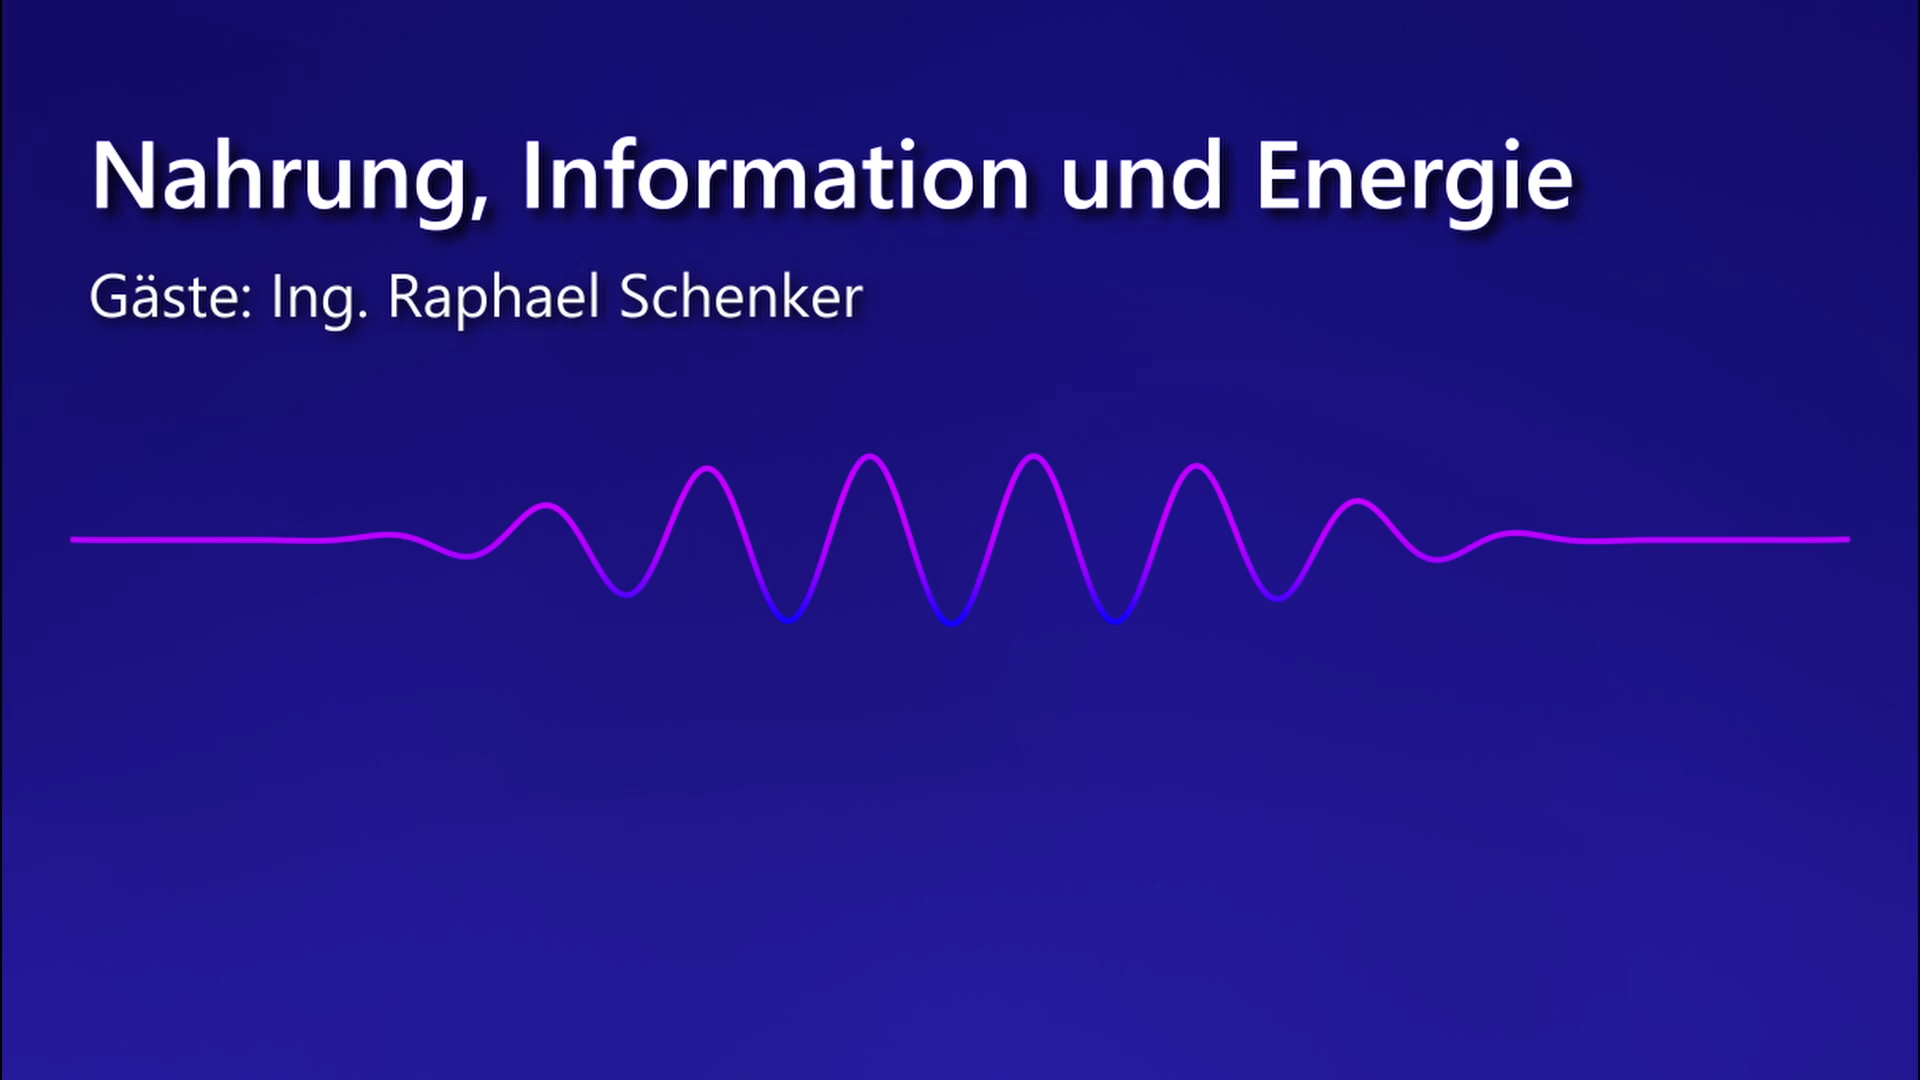 Nahrung, Information und Energie
Gäste: Ing. Raphael Schenker